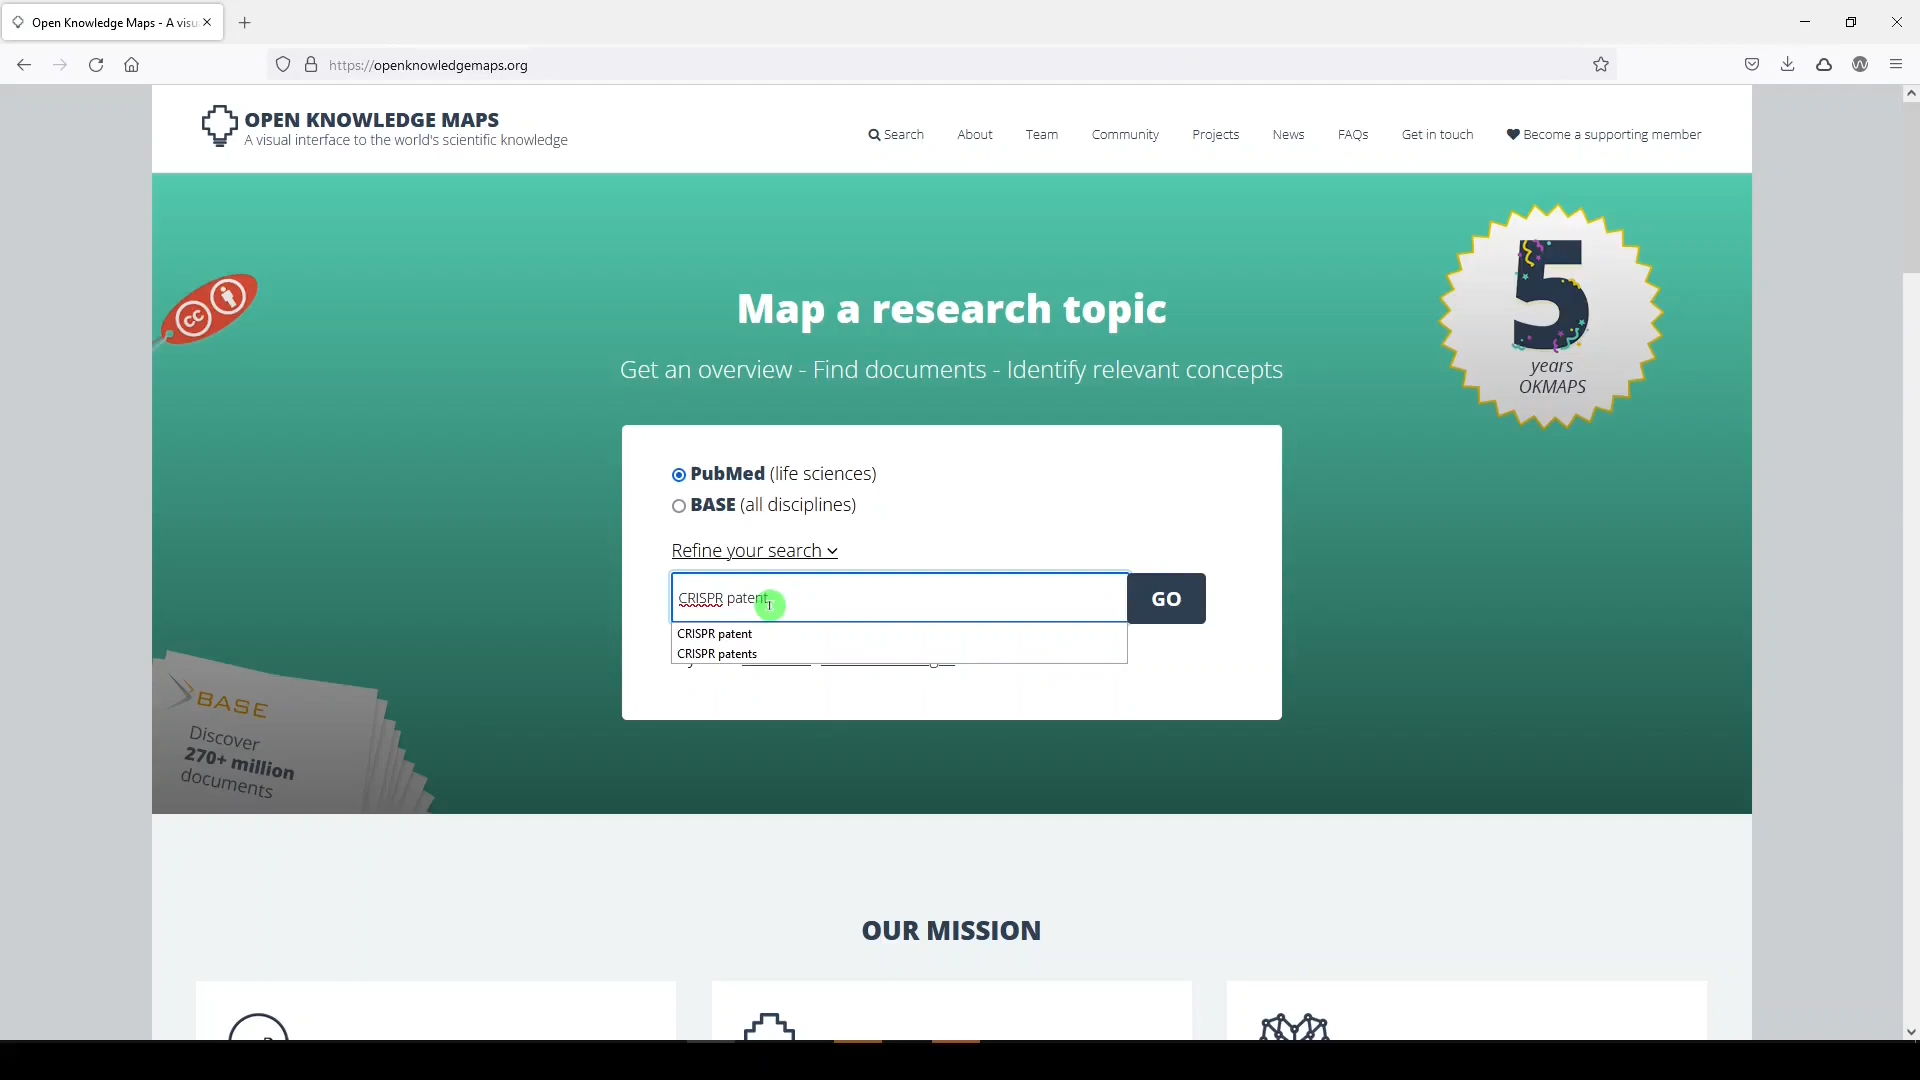 Open Knowledge Maps - A visu
https://openknowledgemaps.org
OPEN KNOWLEDGE MAPS
A visual interface to the world's scientific knowledge
Search About Team Community Projects News FAQs Get in touch Become a supporting member
5
years
OKMAPS
cc
Map a research topic
Get an overview - Find documents - Identify relevant concepts
PubMed (life sciences)
BASE (all disciplines)
Refine your search
CRISPR patent
GO
CRISPR patent
CRISPR patents
BASE
Discover
270+ million
documents
OUR MISSION